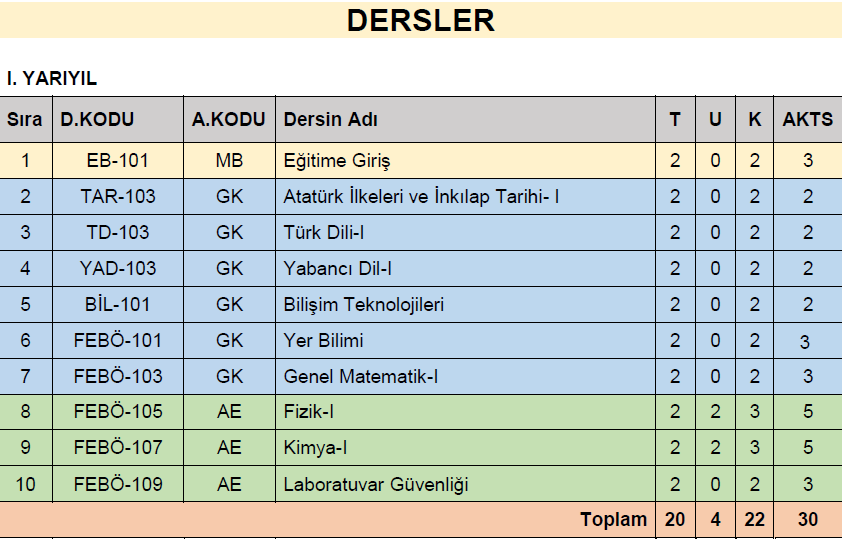 DERSLER
I. YARIYIL
Sıra D.KODU A.KODU Dersin Adı T U K AKTS
1 EB-101 MB Eğitime Giriş 2 0 2 3
2 TAR-103 GK Atatürk İlkeleri ve İnkılap Tarihi- I 2 0 2 2
3 TD-103 GK Türk Dili-I 2 0 2 2
4 YAD-103 GK Yabancı Dil-I 2 0 2 2
5 BİL-101 GK Bilişim Teknolojileri 2 0 2 2
6 FEBÖ-101 GK Yer Bilimi 2 0 2 3
7 FEBÖ-103 GK Genel Matematik-I 2 0 2 3
8 FEBÖ-105 AE Fizik-I 2 2 3 5
9 FEBÖ-107 AE Kimya-I 2 2 3 5
10 FEBÖ-109 AE Laboratuvar Güvenliği 2 0 2 3
Toplam 20 4 22 30